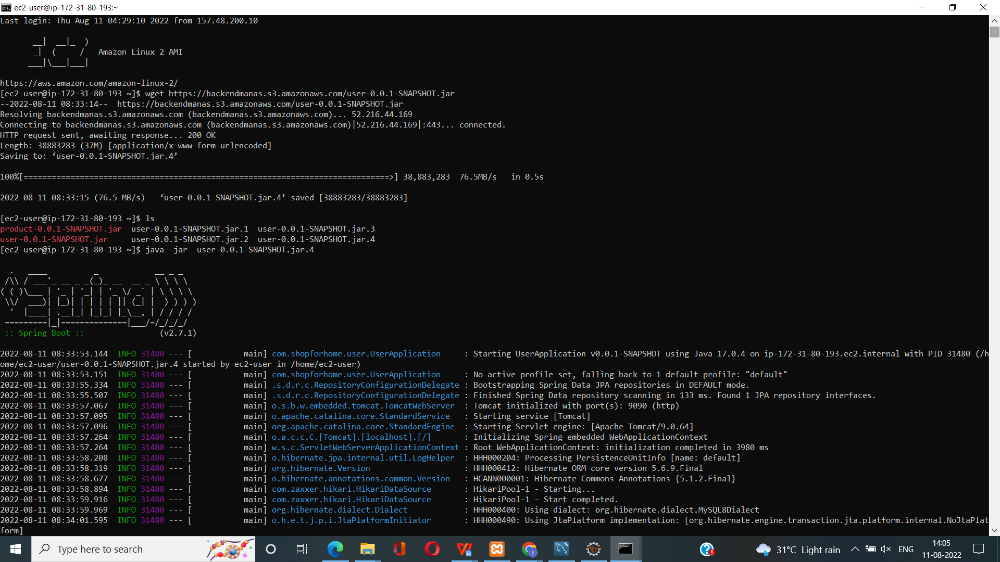 ec2-user@ip-172-31-80-193:~
Last login: Thu Aug 11 04:29:10 2022 from 157.48.200.10
       __|  __|_  )
       _|  (     /   Amazon Linux 2 AMI
      ___|\___|___|
https://aws.amazon.com/amazon-linux-2/
[ec2-user@ip-172-31-80-193 ~]$ wget https://backendmanas.s3.amazonaws.com/user-0.0.1-SNAPSHOT.jar
--2022-08-11 08:33:14--  https://backendmanas.s3.amazonaws.com/user-0.0.1-SNAPSHOT.jar
Resolving backendmanas.s3.amazonaws.com (backendmanas.s3.amazonaws.com)... 52.216.44.169
Connecting to backendmanas.s3.amazonaws.com (backendmanas.s3.amazonaws.com)|52.216.44.169|:443... connected.
HTTP request sent, awaiting response... 200 OK
Length: 38883283 (37M) [application/x-www-form-urlencoded]
Saving to: ‘user-0.0.1-SNAPSHOT.jar.4’
100%[==============================================================================>] 38,883,283  76.5MB/s   in 0.5s
2022-08-11 08:33:15 (76.5 MB/s) - ‘user-0.0.1-SNAPSHOT.jar.4’ saved [38883283/38883283]
[ec2-user@ip-172-31-80-193 ~]$ ls
product-0.0.1-SNAPSHOT.jar  user-0.0.1-SNAPSHOT.jar.1  user-0.0.1-SNAPSHOT.jar.3
user-0.0.1-SNAPSHOT.jar     user-0.0.1-SNAPSHOT.jar.2  user-0.0.1-SNAPSHOT.jar.4
[ec2-user@ip-172-31-80-193 ~]$ java -jar  user-0.0.1-SNAPSHOT.jar.4
  .   ____          _            __ _ _
 /\\ / ___'_ __ _ _(_)_ __  __ _ \ \ \ \
( ( )\___ | '_ | '_| | '_ \/ _` | \ \ \ \
 \\/  ___)| |_)| | | | | || (_| |  ) ) ) )
  '  |____| .__|_| |_|_| |_\__, | / / / /
 =========|_|==============|___/=/_/_/_/
 :: Spring Boot ::                (v2.7.1)
2022-08-11 08:33:53.144  INFO 31480 --- [           main] com.shopforhome.user.UserApplication     : Starting UserApplication v0.0.1-SNAPSHOT using Java 17.0.4 on ip-172-31-80-193.ec2.internal with PID 31480 (/h
ome/ec2-user/user-0.0.1-SNAPSHOT.jar.4 started by ec2-user in /home/ec2-user)
2022-08-11 08:33:53.151  INFO 31480 --- [           main] com.shopforhome.user.UserApplication     : No active profile set, falling back to 1 default profile: "default"
2022-08-11 08:33:55.334  INFO 31480 --- [           main] .s.d.r.c.RepositoryConfigurationDelegate : Bootstrapping Spring Data JPA repositories in DEFAULT mode.
2022-08-11 08:33:55.507  INFO 31480 --- [           main] .s.d.r.c.RepositoryConfigurationDelegate : Finished Spring Data repository scanning in 133 ms. Found 1 JPA repository interfaces.
2022-08-11 08:33:57.067  INFO 31480 --- [           main] o.s.b.w.embedded.tomcat.TomcatWebServer  : Tomcat initialized with port(s): 9090 (http)
2022-08-11 08:33:57.095  INFO 31480 --- [           main] o.apache.catalina.core.StandardService   : Starting service [Tomcat]
2022-08-11 08:33:57.096  INFO 31480 --- [           main] org.apache.catalina.core.StandardEngine  : Starting Servlet engine: [Apache Tomcat/9.0.64]
2022-08-11 08:33:57.264  INFO 31480 --- [           main] o.a.c.c.C.[Tomcat].[localhost].[/]       : Initializing Spring embedded WebApplicationContext
2022-08-11 08:33:57.264  INFO 31480 --- [           main] w.s.c.ServletWebServerApplicationContext : Root WebApplicationContext: initialization completed in 3980 ms
2022-08-11 08:33:58.208  INFO 31480 --- [           main] o.hibernate.jpa.internal.util.LogHelper  : HHH000204: Processing PersistenceUnitInfo [name: default]
2022-08-11 08:33:58.319  INFO 31480 --- [           main] org.hibernate.Version                    : HHH000412: Hibernate ORM core version 5.6.9.Final
2022-08-11 08:33:58.677  INFO 31480 --- [           main] o.hibernate.annotations.common.Version   : HCANN000001: Hibernate Commons Annotations {5.1.2.Final}
2022-08-11 08:33:58.894  INFO 31480 --- [           main] com.zaxxer.hikari.HikariDataSource       : HikariPool-1 - Starting...
2022-08-11 08:33:59.916  INFO 31480 --- [           main] com.zaxxer.hikari.HikariDataSource       : HikariPool-1 - Start completed.
2022-08-11 08:33:59.969  INFO 31480 --- [           main] org.hibernate.dialect.Dialect            : HHH000400: Using dialect: org.hibernate.dialect.MySQL8Dialect
2022-08-11 08:34:01.595  INFO 31480 --- [           main] o.h.e.t.j.p.i.JtaPlatformInitiator       : HHH000490: Using JtaPlatform implementation: [org.hibernate.engine.transaction.jta.platform.internal.NoJtaPlat
form]
Type here to search
31°C Light rain
ENG
14:05
11-08-2022